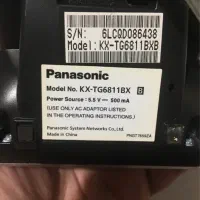 S/N: 6LCQD086438
Model: KX-TG6811BXB
Panasonic
Model No. KX-TG6811BX B
Power Source : 5.5 V ⎓ 500 mA
(USE ONLY AC ADAPTOR LISTED
IN THE OPERATING INSTRUCTIONS.)
Panasonic System Networks Co., Ltd.
Made in China